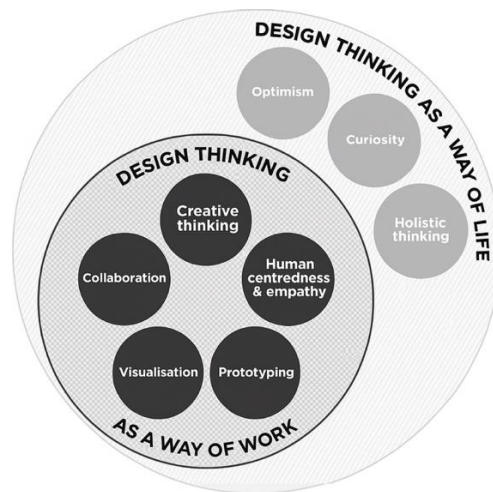 DESIGN THINKING AS A WAY OF LIFE
Optimism
Curiosity
Holistic
thinking
DESIGN THINKING
Creative
thinking
Collaboration
Human
centredness
& empathy
Visualisation
Prototyping
AS A WAY OF WORK